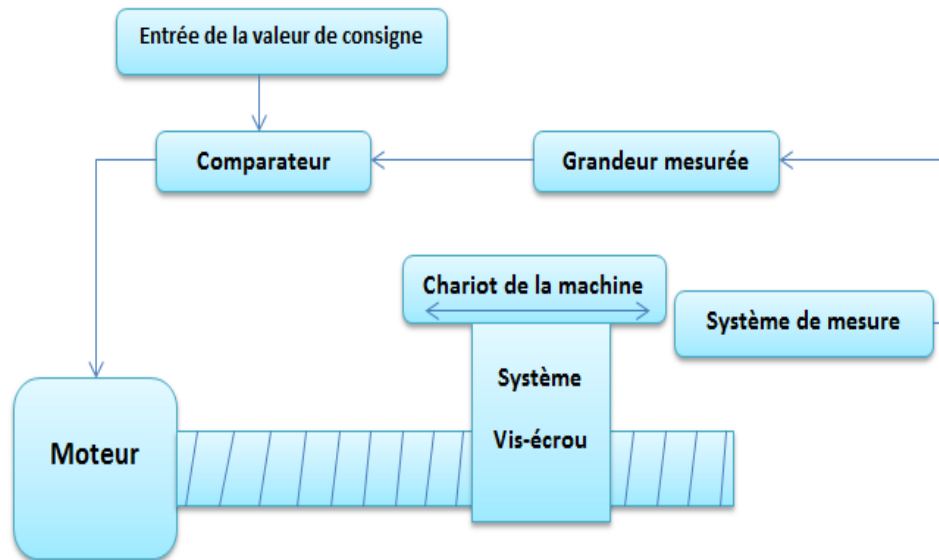 Entrée de la valeur de consigne
Comparateur
Grandeur mesurée
Chariot de la machine
Système de mesure
Système
Vis-écrou
Moteur